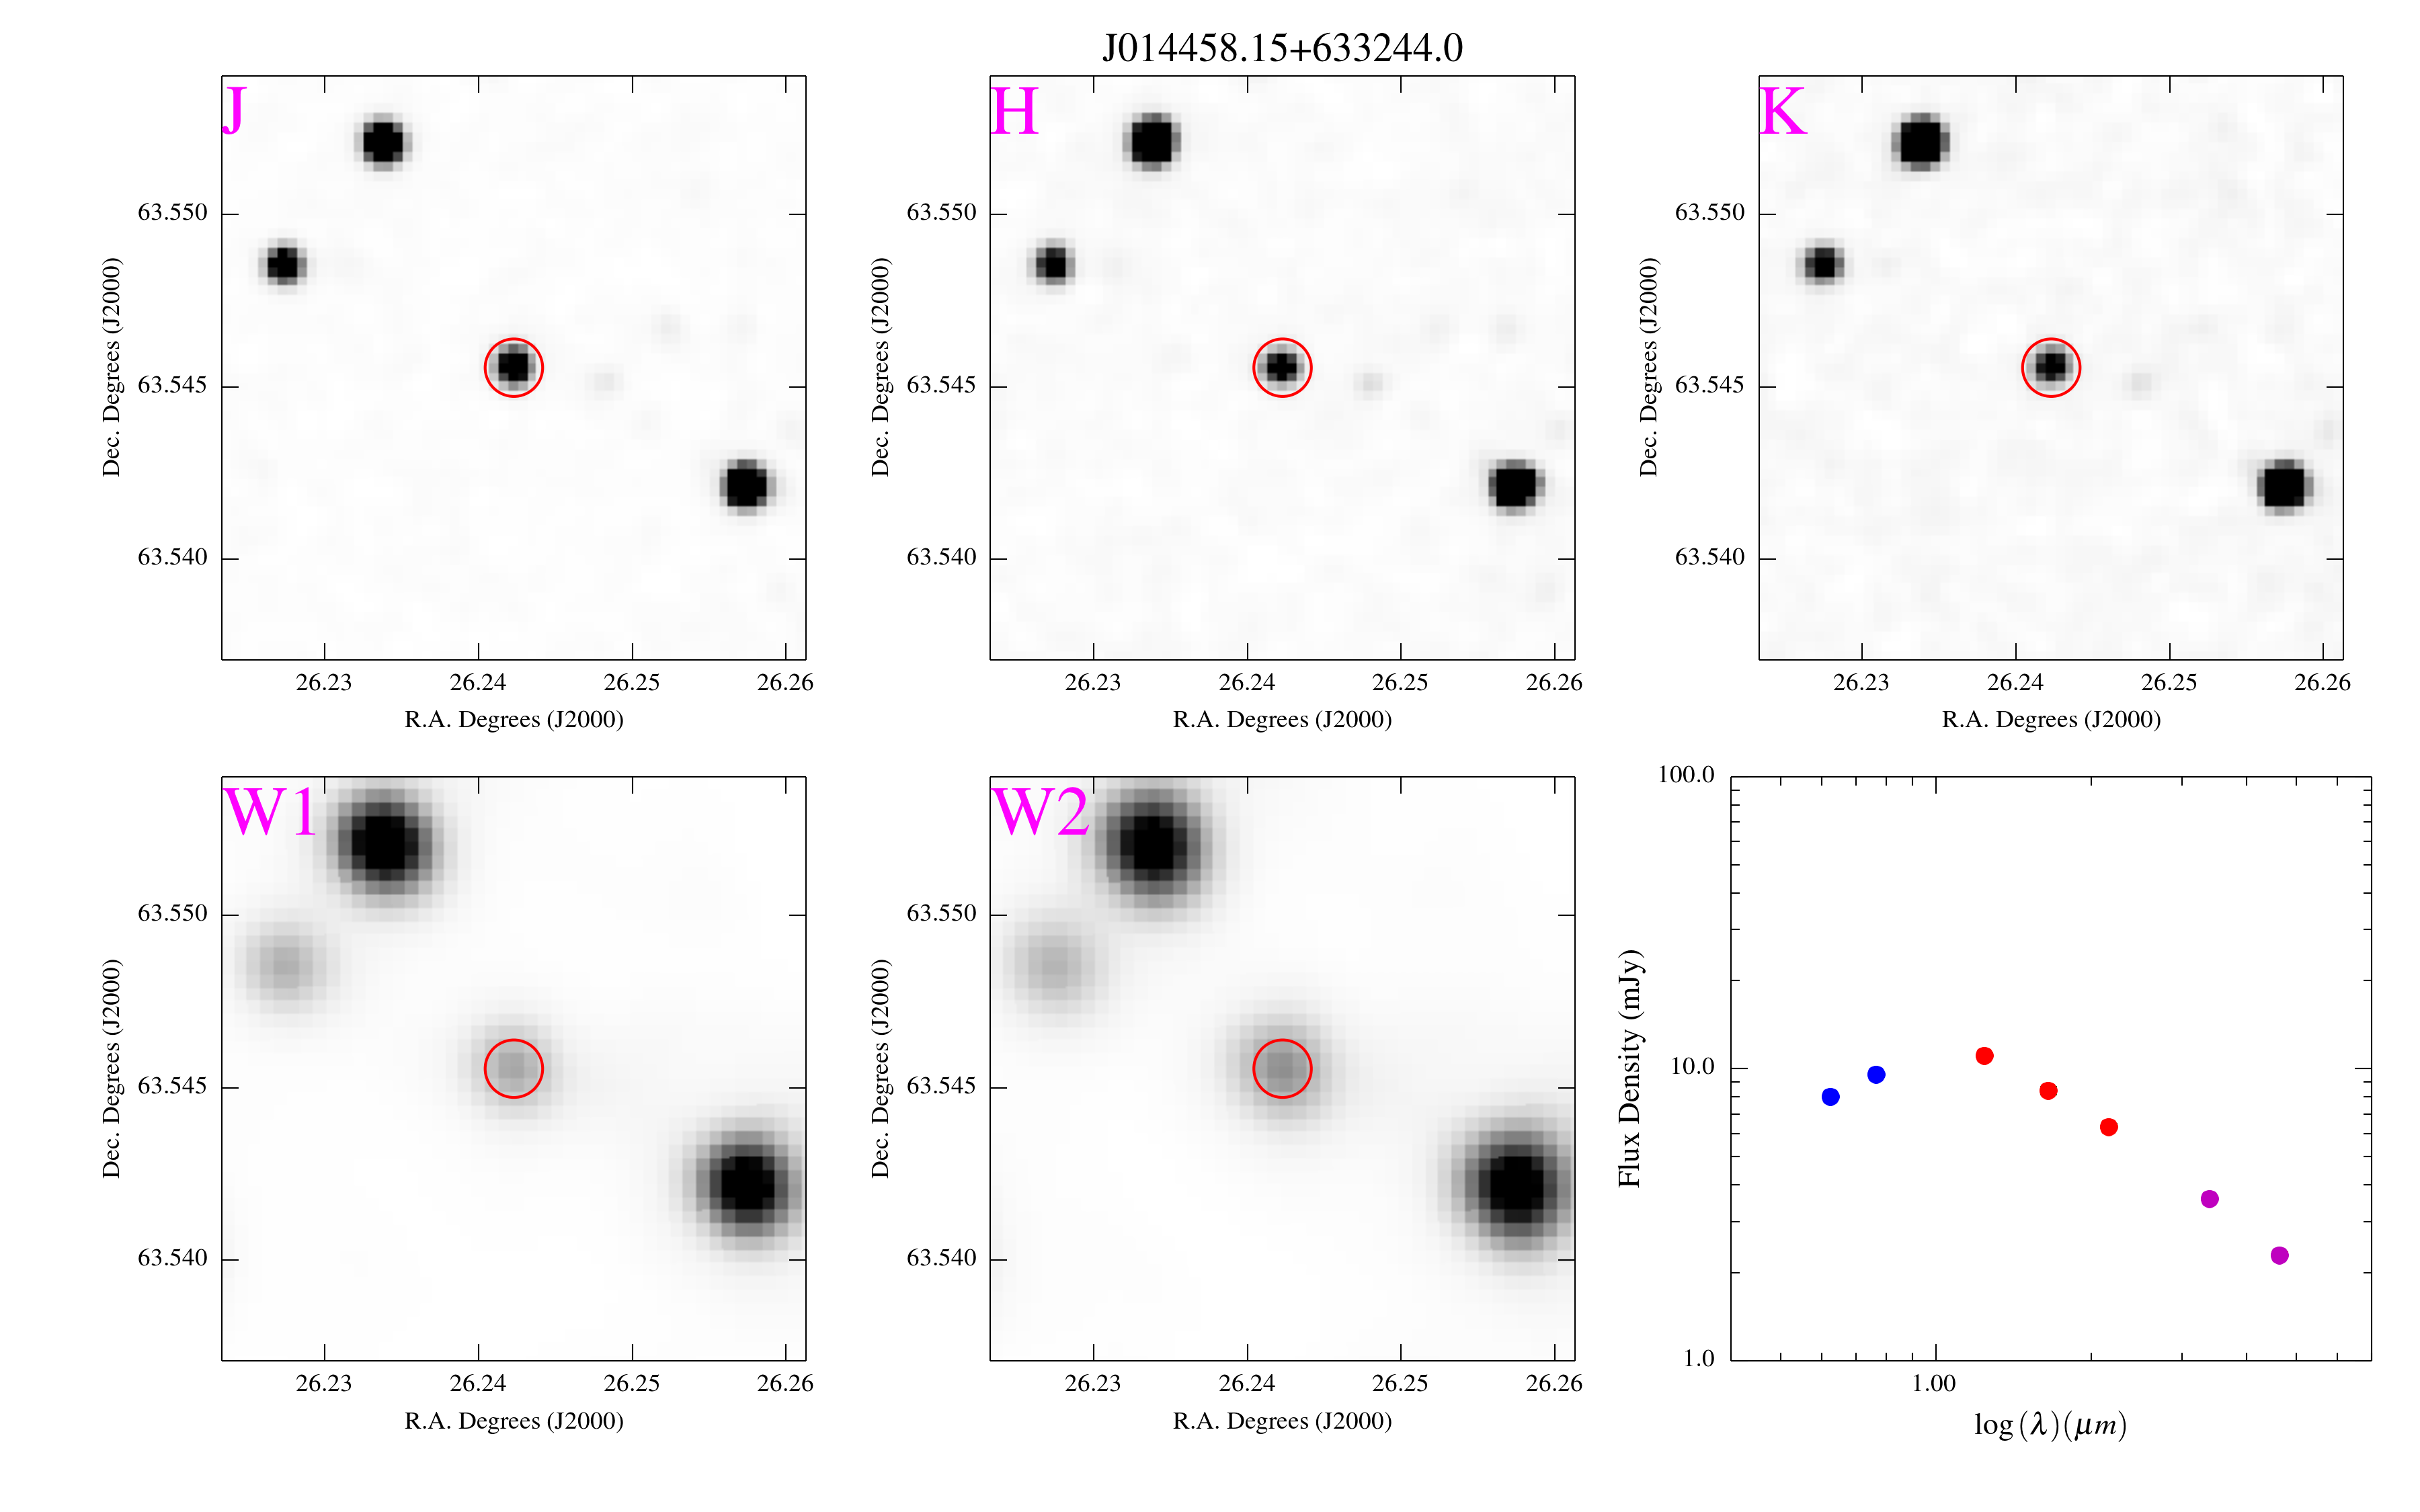 J014458.15+633244.0
J
63.550
63.545
63.540
Dec. Degrees (J2000)
26.23 26.24 26.25 26.26
R.A. Degrees (J2000)
H
63.550
63.545
63.540
Dec. Degrees (J2000)
26.23 26.24 26.25 26.26
R.A. Degrees (J2000)
K
63.550
63.545
63.540
Dec. Degrees (J2000)
26.23 26.24 26.25 26.26
R.A. Degrees (J2000)
W1
63.550
63.545
63.540
Dec. Degrees (J2000)
26.23 26.24 26.25 26.26
R.A. Degrees (J2000)
W2
63.550
63.545
63.540
Dec. Degrees (J2000)
26.23 26.24 26.25 26.26
R.A. Degrees (J2000)
100.0
10.0
1.0
Flux Density (mJy)
1.00
log (λ)(μm)